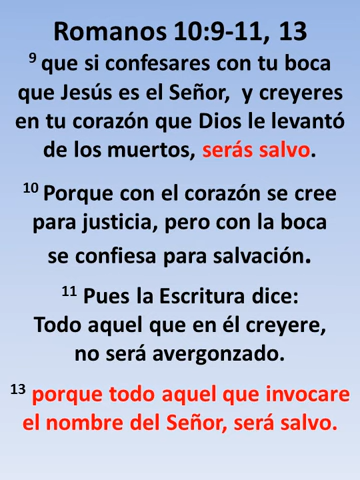 Romanos 10:9-11, 13
9 que si confesares con tu boca
que Jesús es el Señor, y creyeres
en tu corazón que Dios le levantó
de los muertos, serás salvo.
10 Porque con el corazón se cree
para justicia, pero con la boca
se confiesa para salvación.
11 Pues la Escritura dice:
Todo aquel que en él creyere,
no será avergonzado.
13 porque todo aquel que invocare
el nombre del Señor, será salvo.